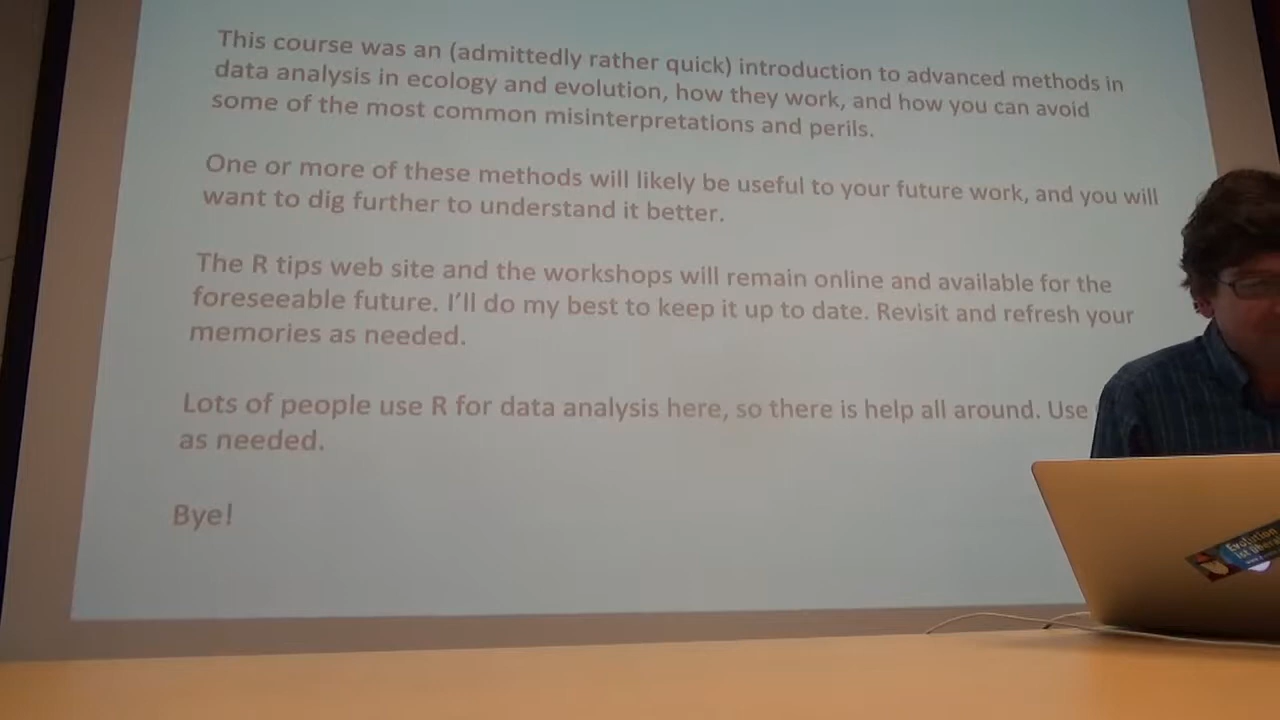 This course was an (admittedly rather quick) introduction to advanced methods in
data analysis in ecology and evolution, how they work, and how you can avoid
some of the most common misinterpretations and perils.
One or more of these methods will likely be useful to your future work, and you will
want to dig further to understand it better.
The R tips web site and the workshops will remain online and available for the
foreseeable future. I’ll do my best to keep it up to date. Revisit and refresh your
memories as needed.
Lots of people use R for data analysis here, so there is help all around. Use
as needed.
Bye!
Evolution
ist überall